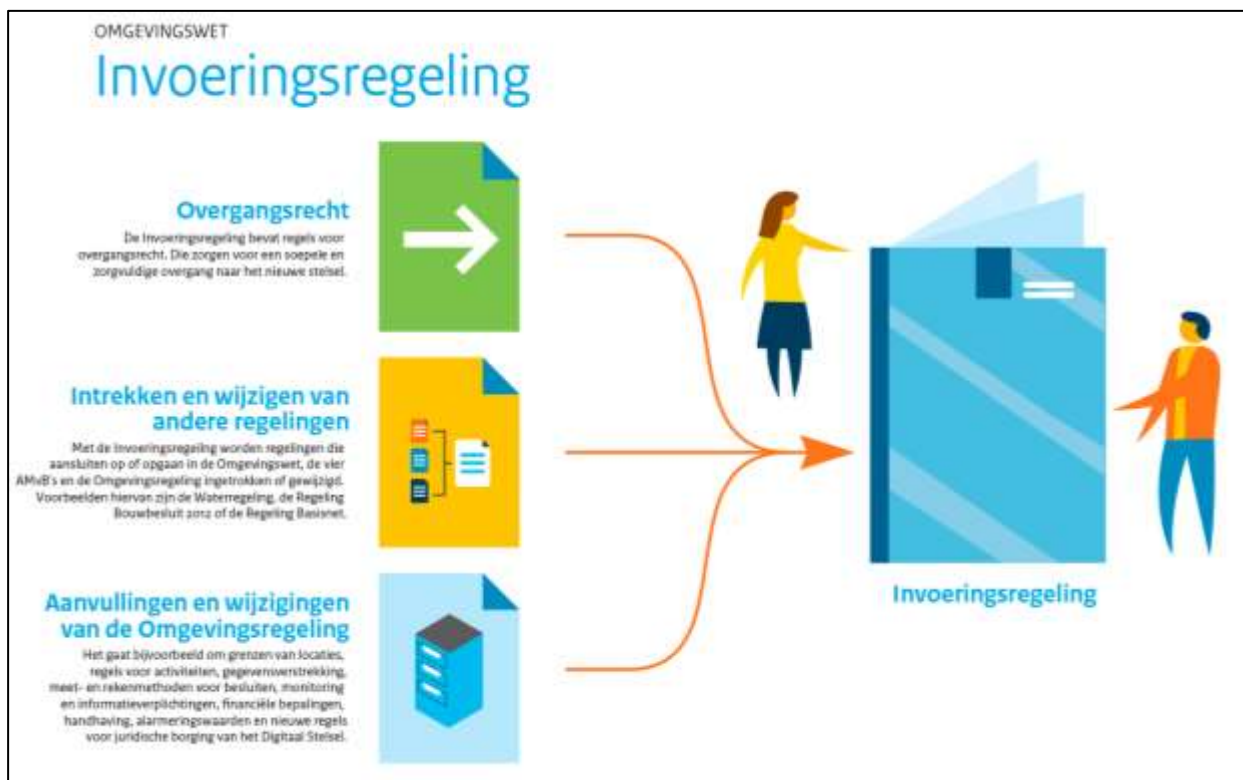 OMGEVINGSWET
Invoeringsregeling
Overgangsrecht
De Invoeringsregeling bevat regels voor
overgangsrecht. Die zorgen voor een soepele en
zorgvuldige overgang naar het nieuwe stelsel.
Intrekken en wijzigen van
andere regelingen
Met de Invoeringsregeling worden regelingen die
aansluiten op of opgaan in de Omgevingswet, de vier
AMvB's en de Omgevingsregeling ingetrokken of gewijzigd.
Voorbeelden hiervan zijn de Waterregeling, de Regeling
Bouwbesluit 2012 of de Regeling Basisnet.
Aanvullingen en wijzigingen
van de Omgevingsregeling
Het gaat bijvoorbeeld om grenzen van locaties,
regels voor activiteiten, gegevensverstrekking,
meet- en rekenmethoden voor besluiten, monitoring
en informatieverplichtingen, financiële bepalingen,
handhaving, alarmeringswaarden en nieuwe regels
voor juridische borging van het Digitaal Stelsel.
Invoeringsregeling